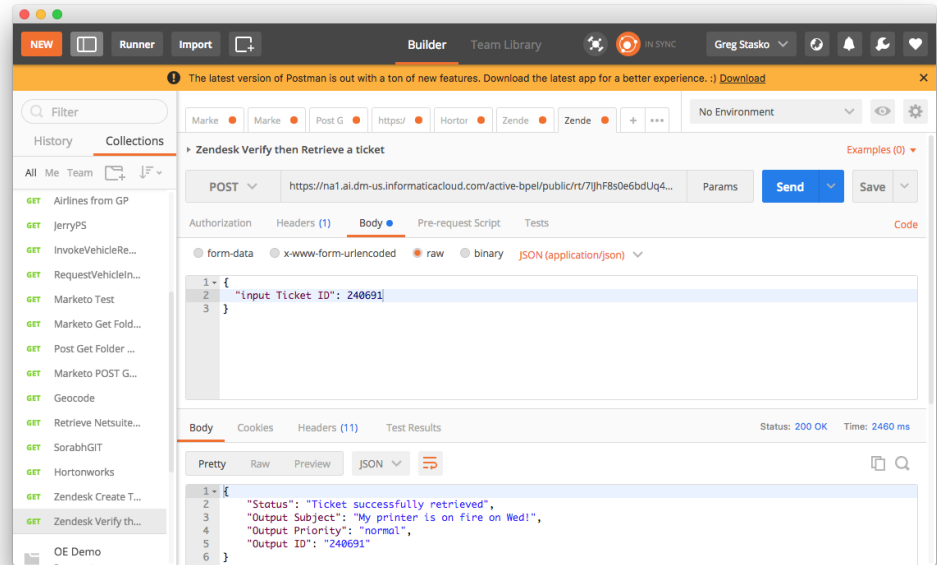 NEW Runner Import Builder Team Library IN SYNC Greg Stasko
The latest version of Postman is out with a ton of new features. Download the latest app for a better experience. :) Download
Filter
History Collections
All Me Team
GET Airlines from GP
GET JerryPS
GET InvokeVehicleRe...
GET RequestVehicleIn...
GET Marketo Test
GET Marketo Get Fold...
GET Post Get Folder ...
GET Marketo POST G...
GET Geocode
GET Retrieve Netsuite...
GET SorabhGIT
GET Hortonworks
GET Zendesk Create T...
GET Zendesk Verify th...
OE Demo
Marke Marke Post G https:/ Hortor Zende Zende + ••• No Environment
Zendesk Verify then Retrieve a ticket Examples (0)
POST https://na1.ai.dm-us.informaticacloud.com/active-bpel/public/rt/7IJhF8s0e6bdUq4... Params Send Save
Authorization Headers (1) Body Pre-request Script Tests Code
form-data x-www-form-urlencoded raw binary JSON (application/json)
1 {
2 "input Ticket ID": 240691
3 }
Body Cookies Headers (11) Test Results Status: 200 OK Time: 2460 ms
Pretty Raw Preview JSON
1 {
2 "Status": "Ticket successfully retrieved",
3 "Output Subject": "My printer is on fire on Wed!",
4 "Output Priority": "normal",
5 "Output ID": "240691"
6 }